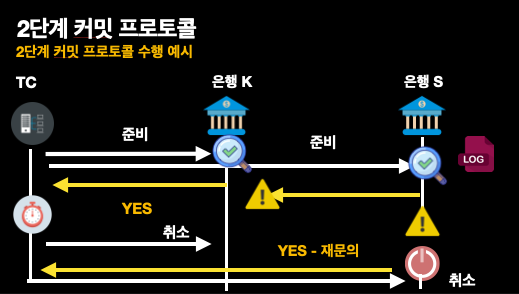 2단계 커밋 프로토콜
2단계 커밋 프로토콜 수행 예시
TC
은행 K
은행 S
준비
준비
LOG
YES
취소
YES - 재문의
취소